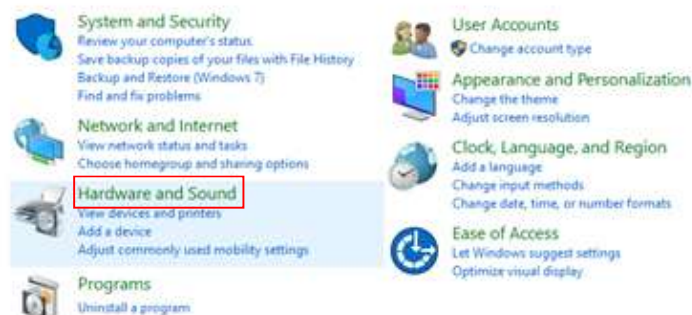 System and Security
Review your computer's status
Save backup copies of your files with File History
Backup and Restore (Windows 7)
Find and fix problems
Network and Internet
View network status and tasks
Choose homegroup and sharing options
Hardware and Sound
View devices and printers
Add a device
Adjust commonly used mobility settings
Programs
Uninstall a program
User Accounts
Change account type
Appearance and Personalization
Change the theme
Adjust screen resolution
Clock, Language, and Region
Add a language
Change input methods
Change date, time, or number formats
Ease of Access
Let Windows suggest settings
Optimize visual display